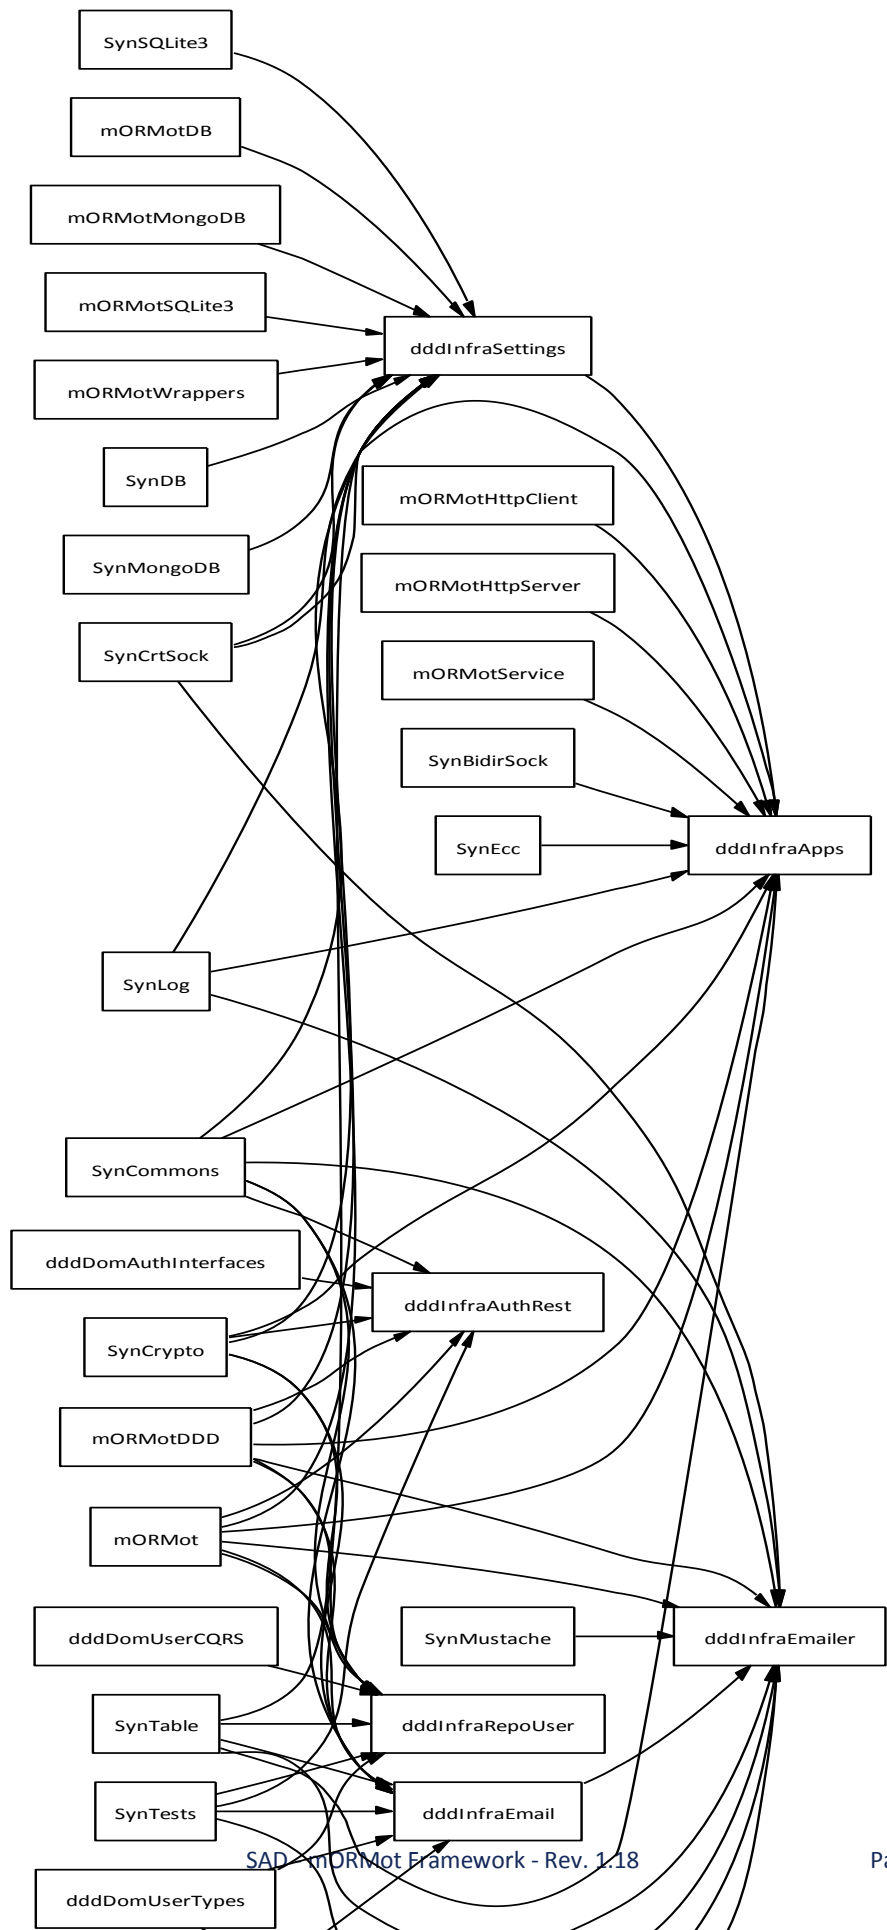 SynSQLite3
mORMotDB
mORMotMongoDB
mORMotSQLite3
dddInfraSettings
mORMotWrappers
SynDB
mORMotHttpClient
SynMongoDB
mORMotHttpServer
SynCrtSock
mORMotService
SynBidirSock
SynEcc
dddInfraApps
SynLog
SynCommons
dddDomAuthInterfaces
dddInfraAuthRest
SynCrypto
mORMotDDD
mORMot
dddDomUserCQRS
SynMustache
dddInfraEmailer
SynTable
dddInfraRepoUser
SynTests
dddInfraEmail
SAD - mORMot Framework - Rev. 1.18
Pa
dddDomUserTypes